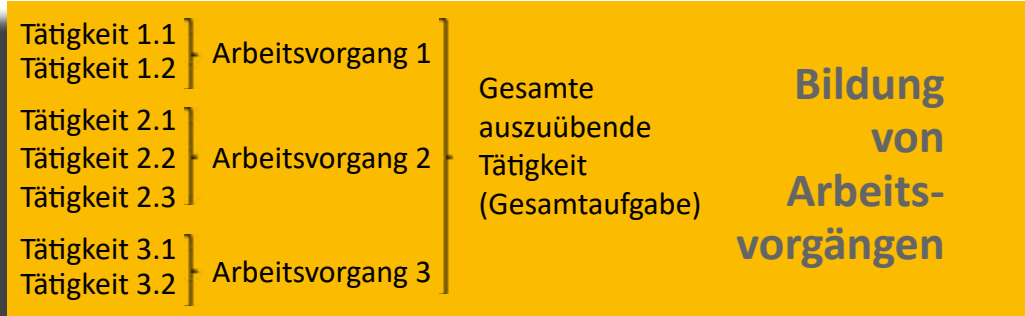 Tätigkeit 1.1
Tätigkeit 1.2
Arbeitsvorgang 1
Tätigkeit 2.1
Tätigkeit 2.2
Tätigkeit 2.3
Arbeitsvorgang 2
Tätigkeit 3.1
Tätigkeit 3.2
Arbeitsvorgang 3
Gesamte
auszuübende
Tätigkeit
(Gesamtaufgabe)
Bildung
von
Arbeits-
vorgängen